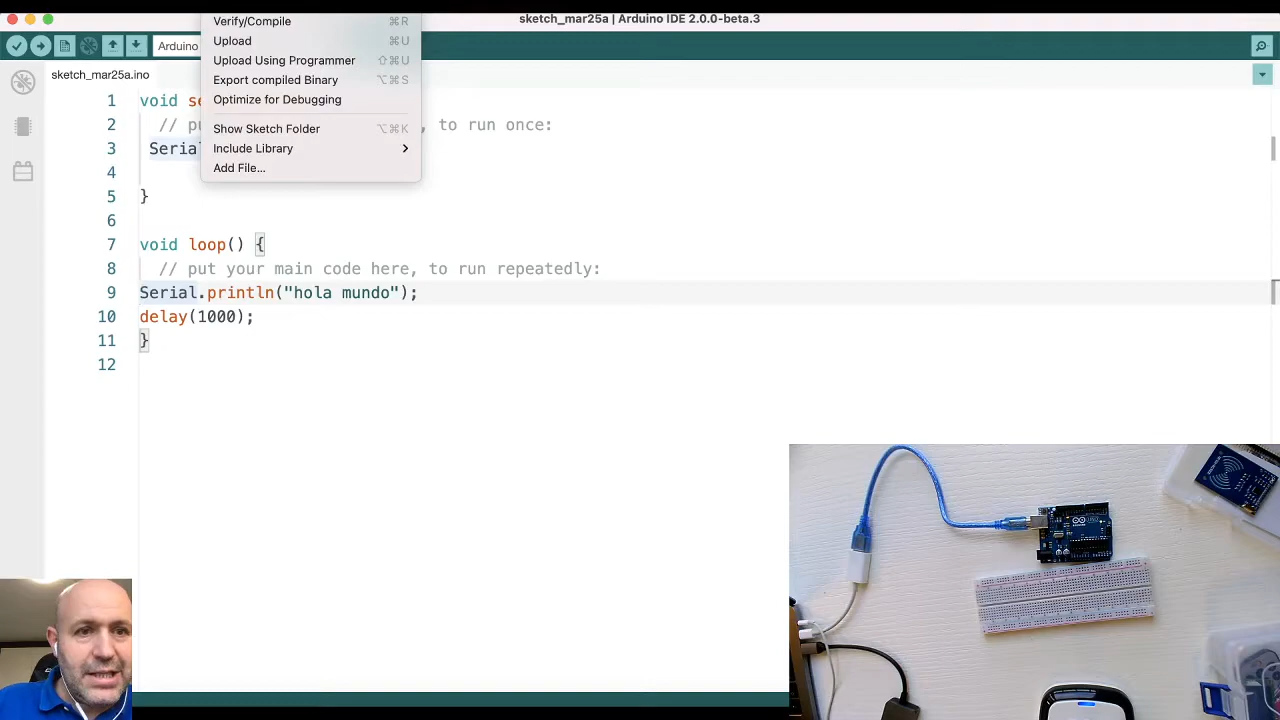 sketch_mar25a | Arduino IDE 2.0.0-beta.3
Verify/Compile ⌘R
Upload ⌘U
Upload Using Programmer ⇧⌘U
Export compiled Binary ⌥⌘S
Optimize for Debugging
Show Sketch Folder ⌥⌘K
Include Library
Add File...
Arduino
sketch_mar25a.ino
1 void se
2 // pu , to run once:
3 Seria
4
5 }
6
7 void loop() {
8 // put your main code here, to run repeatedly:
9 Serial.println("hola mundo");
10 delay(1000);
11 }
12
UNO